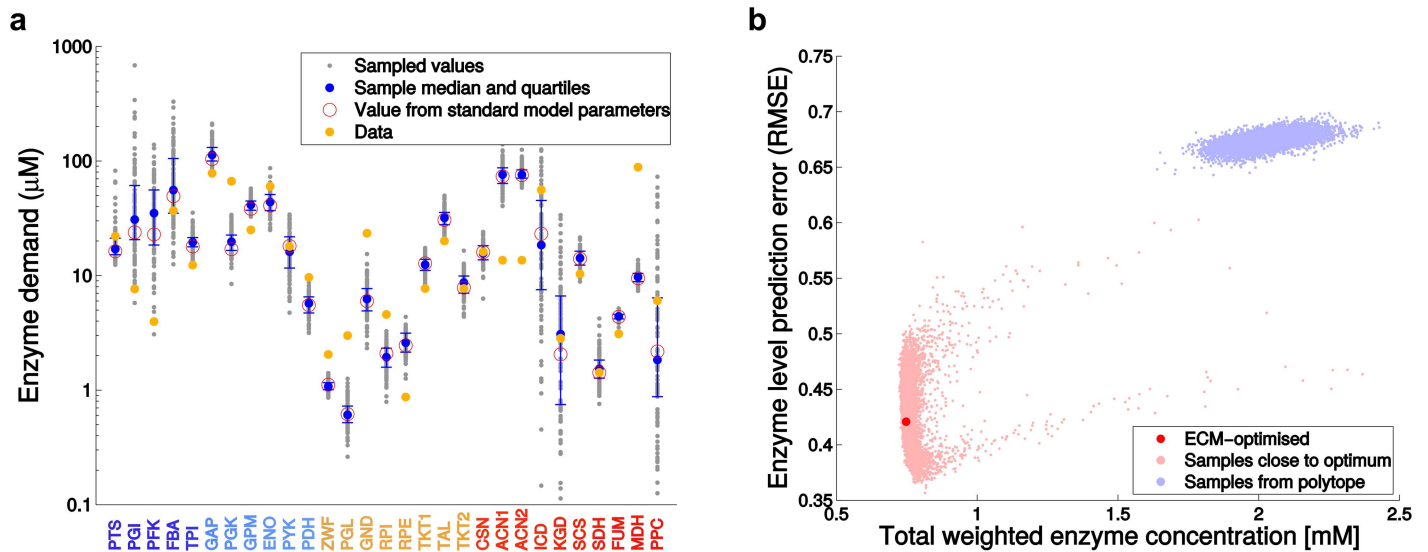 a
Enzyme demand (μM)
1000
100
10
1
0.1
Sampled values
Sample median and quartiles
Value from standard model parameters
Data
PTS
PGI
PFK
FBA
TPI
GAP
PGK
GPM
ENO
PYK
PDH
ZWF
PGL
GND
RPI
RPE
TKT1
TAL
TKT2
CSN
ACN1
ACN2
ICD
KGD
SCS
SDH
FUM
MDH
PPC
b
Enzyme level prediction error (RMSE)
0.75
0.7
0.65
0.6
0.55
0.5
0.45
0.4
0.35
ECM-optimised
Samples close to optimum
Samples from polytope
0.5
1
1.5
2
2.5
Total weighted enzyme concentration [mM]